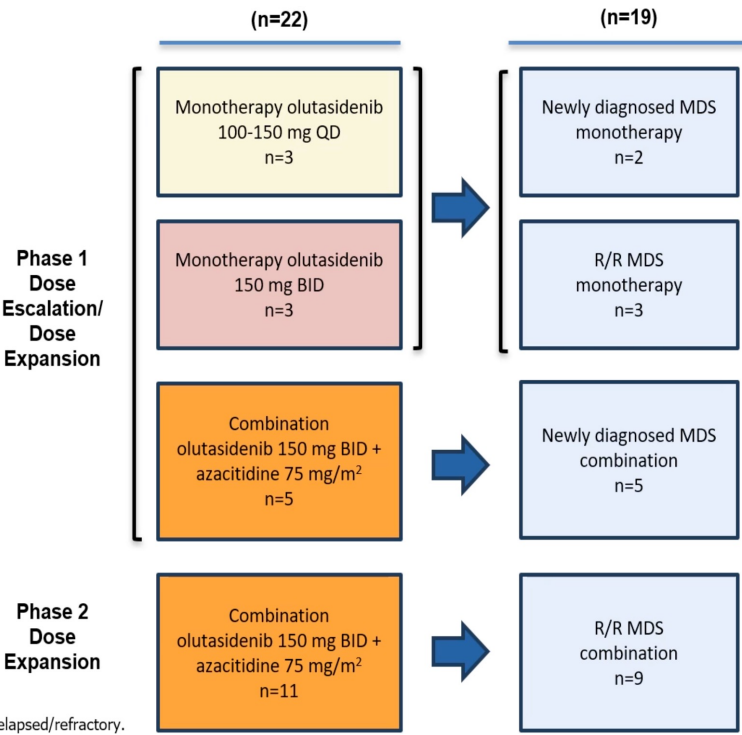 (n=22)
(n=19)
Monotherapy olutasidenib
100-150 mg QD
n=3
Newly diagnosed MDS
monotherapy
n=2
Phase 1
Dose
Escalation/
Dose
Expansion
Monotherapy olutasidenib
150 mg BID
n=3
R/R MDS
monotherapy
n=3
Combination
olutasidenib 150 mg BID +
azacitidine 75 mg/m²
n=5
Newly diagnosed MDS
combination
n=5
Phase 2
Dose
Expansion
Combination
olutasidenib 150 mg BID +
azacitidine 75 mg/m²
n=11
R/R MDS
combination
n=9
elapsed/refractory.